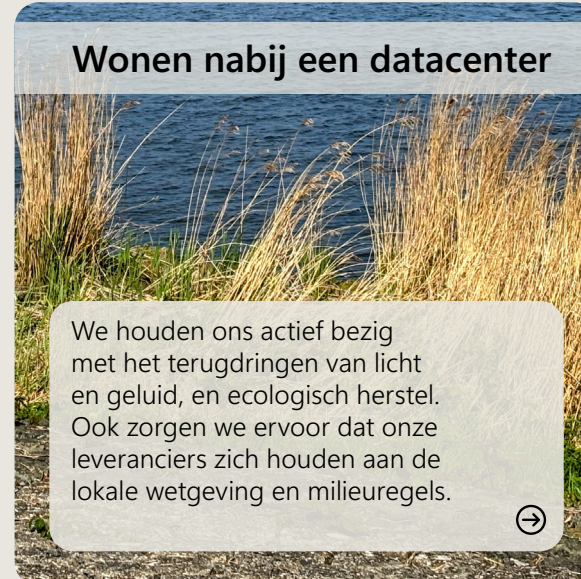 Wonen nabij een datacenter
We houden ons actief bezig
met het terugdringen van licht
en geluid, en ecologisch herstel.
Ook zorgen we ervoor dat onze
leveranciers zich houden aan de
lokale wetgeving en milieuregels.